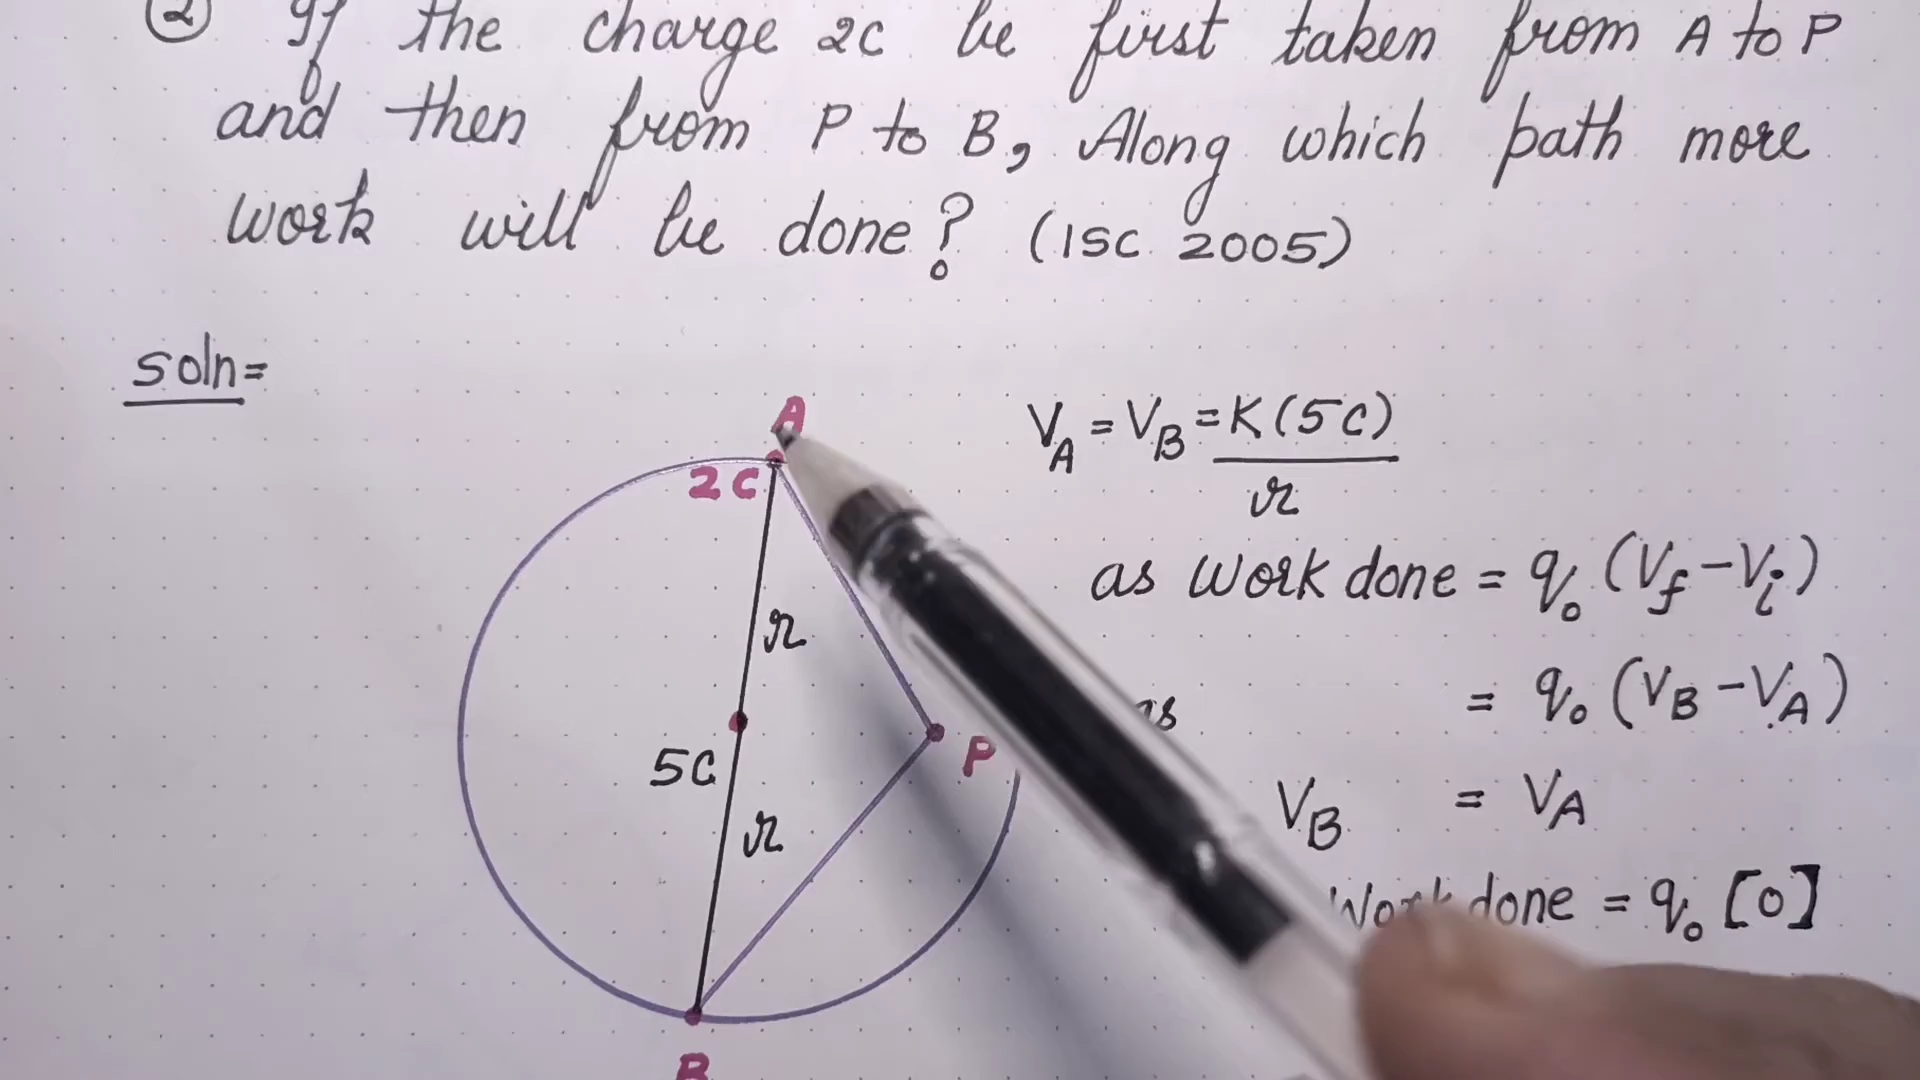 ② If the charge 2C be first taken from A to P
and then from P to B, Along which path more
work will be done? (ISC 2005)
soln=
A
2C
r
5C
r
P
B
V_A = V_B = K(5C)
r
as work done = q₀ (V_f - V_i)
= q₀ (V_B - V_A)
as
V_B = V_A
Work done = q₀ [0]